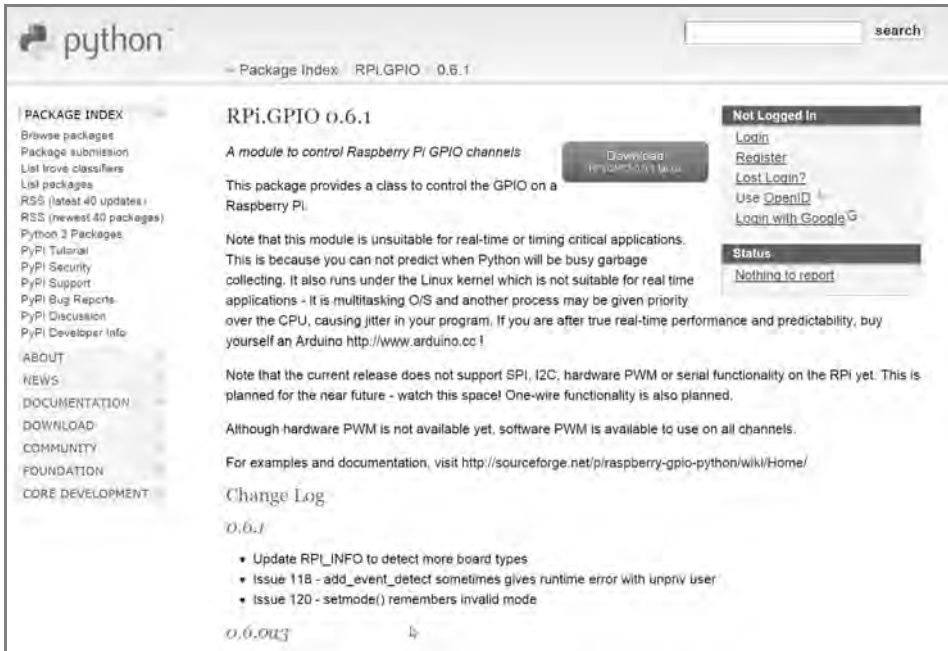 python
search
Package Index RPi.GPIO 0.6.1
PACKAGE INDEX
Browse packages
Package submission
List trove classifiers
List packages
RSS (latest 40 updates)
RSS (newest 40 packages)
Python 3 Packages
PyPI Tutorial
PyPI Security
PyPI Support
PyPI Bug Reports
PyPI Discussion
PyPI Developer Info
ABOUT
NEWS
DOCUMENTATION
DOWNLOAD
COMMUNITY
FOUNDATION
CORE DEVELOPMENT
RPi.GPIO 0.6.1
A module to control Raspberry Pi GPIO channels
Download
This package provides a class to control the GPIO on a
Raspberry Pi.
Note that this module is unsuitable for real-time or timing critical applications.
This is because you can not predict when Python will be busy garbage
collecting. It also runs under the Linux kernel which is not suitable for real time
applications - it is multitasking O/S and another process may be given priority
over the CPU, causing jitter in your program. If you are after true real-time performance and predictability, buy
yourself an Arduino http://www.arduino.cc !
Note that the current release does not support SPI, I2C, hardware PWM or serial functionality on the RPi yet. This is
planned for the near future - watch this space! One-wire functionality is also planned.
Although hardware PWM is not available yet, software PWM is available to use on all channels.
For examples and documentation, visit http://sourceforge.net/p/raspberry-gpio-python/wiki/Home/
Change Log
0.6.1
• Update RPI_INFO to detect more board types
• Issue 118 - add_event_detect sometimes gives runtime error with unpriv user
• Issue 120 - setmode() remembers invalid mode
0.6.0a3
Not Logged In
Login
Register
Lost Login?
Use OpenID
Login with Google G
Status
Nothing to report